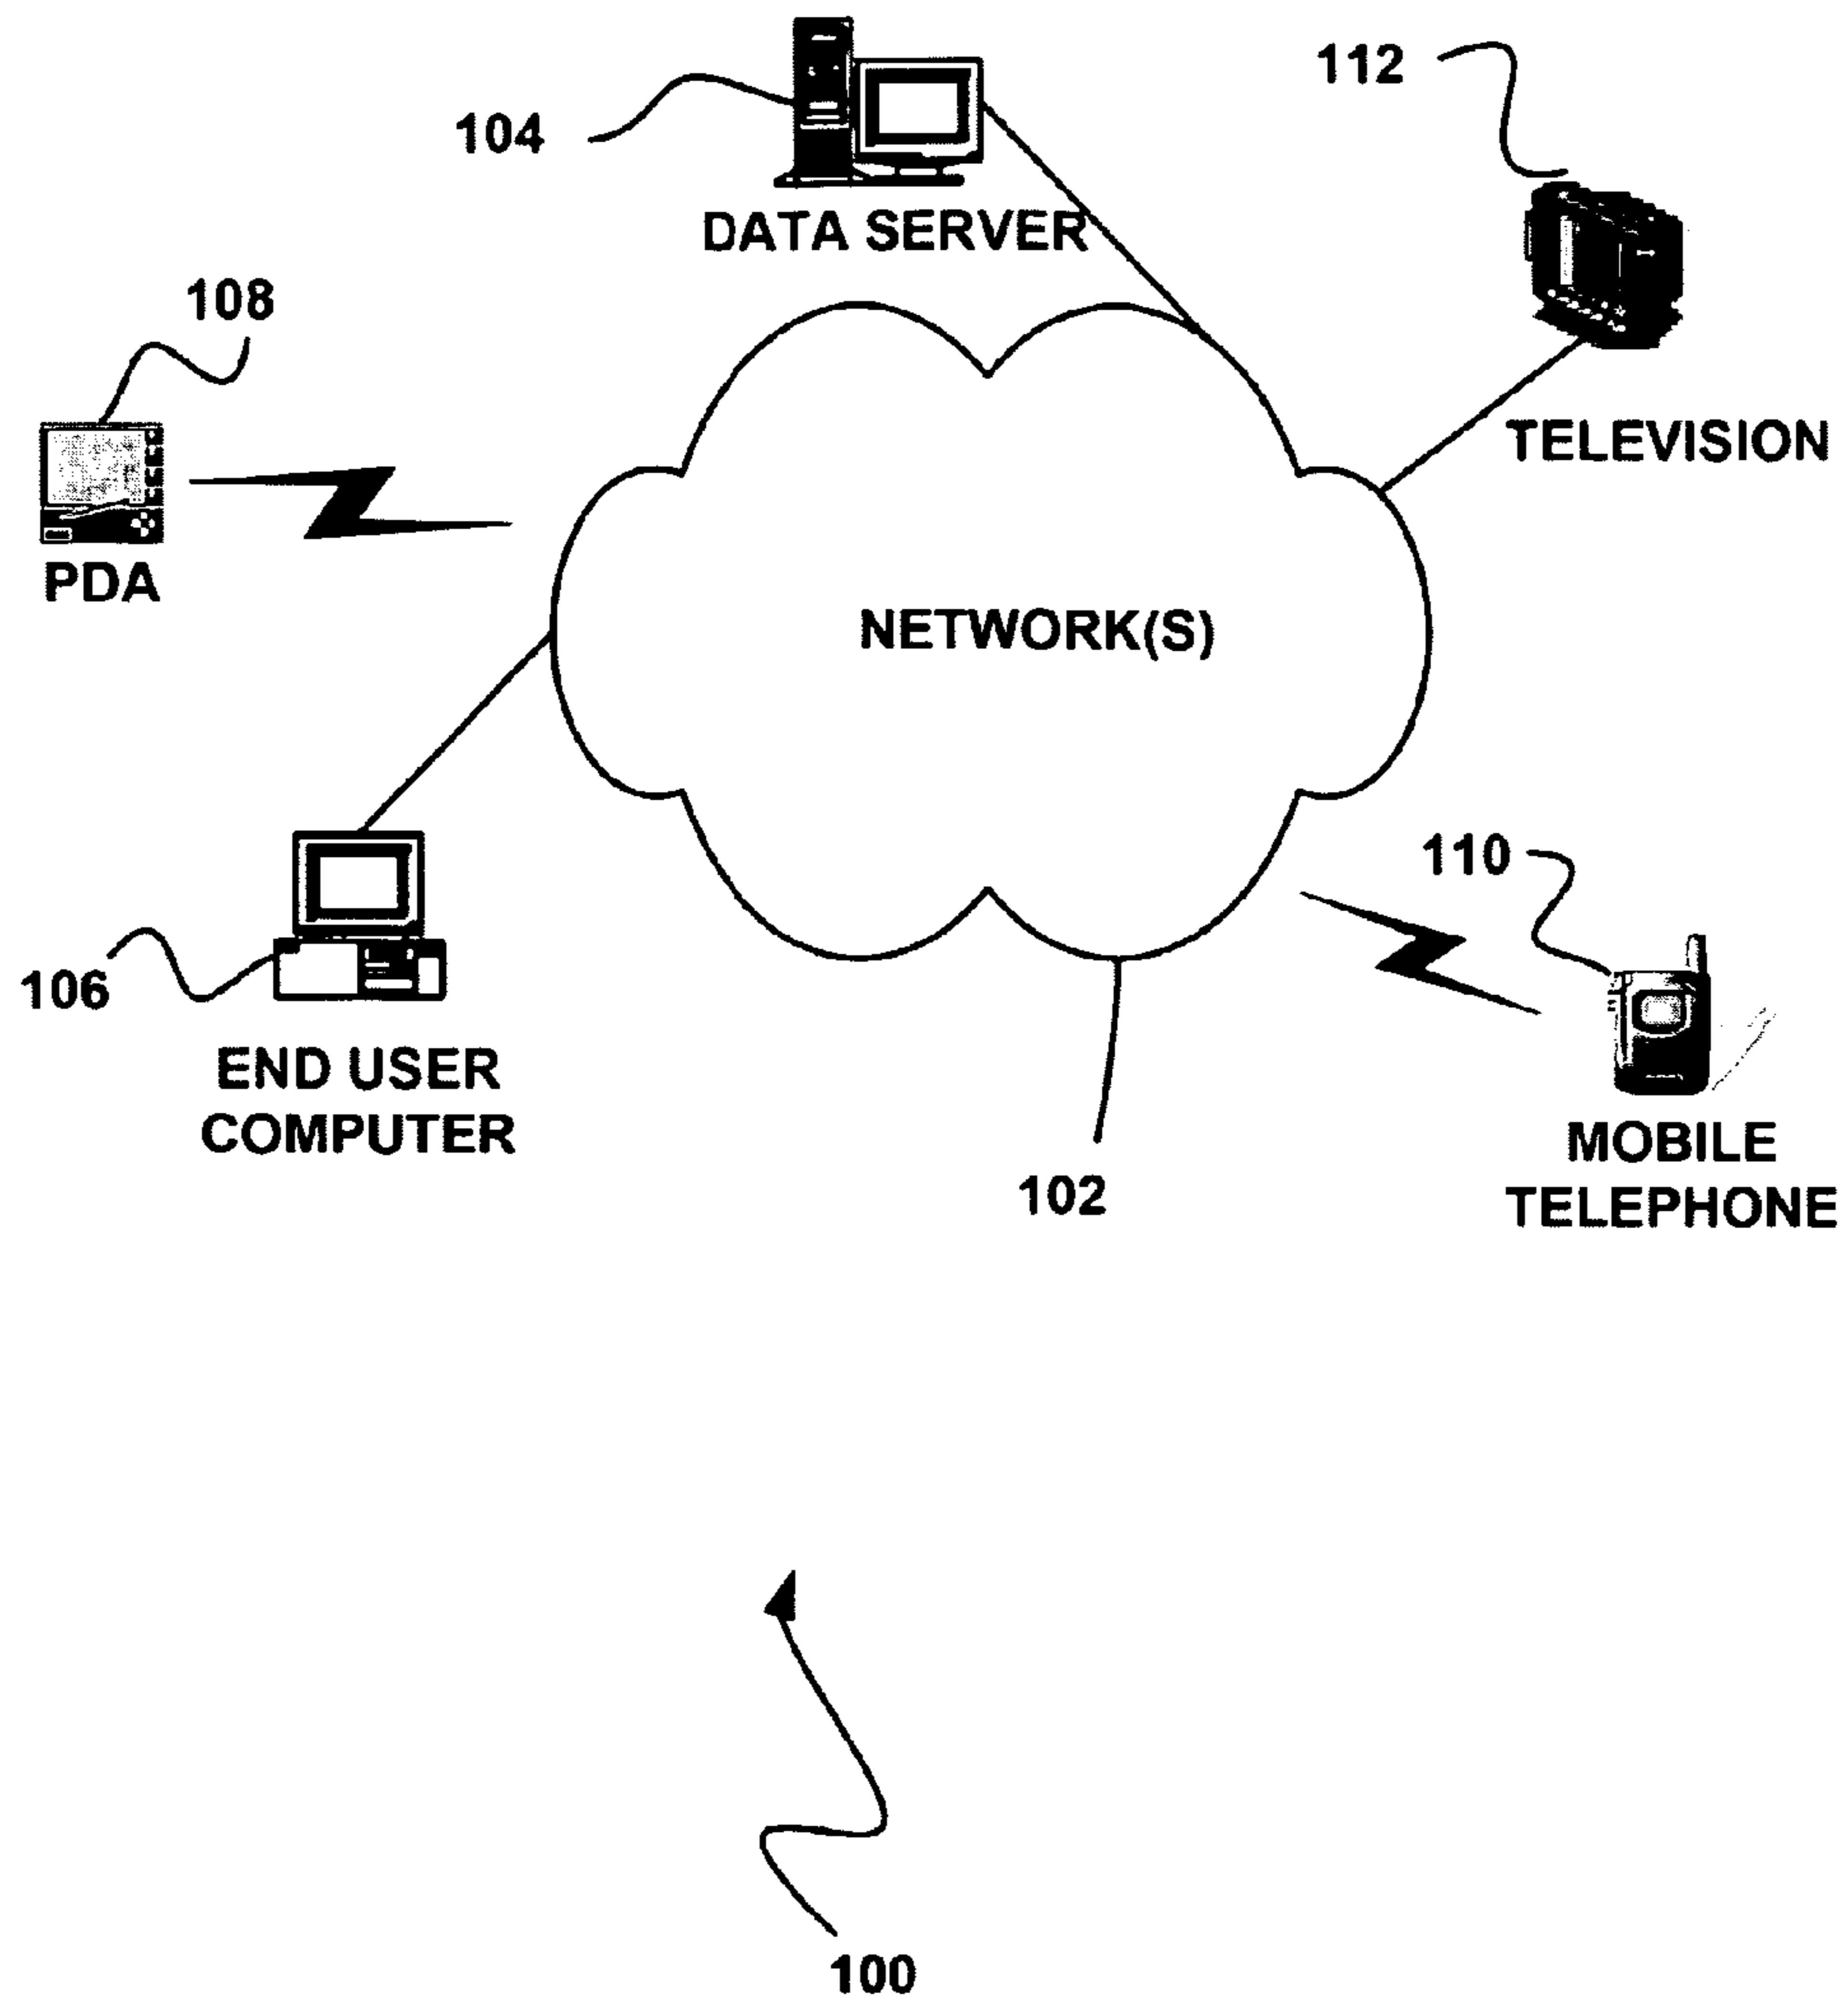 112
104
DATA SERVER
108
TELEVISION
PDA
NETWORK(S)
110
106
END USER
COMPUTER
MOBILE
TELEPHONE
102
100